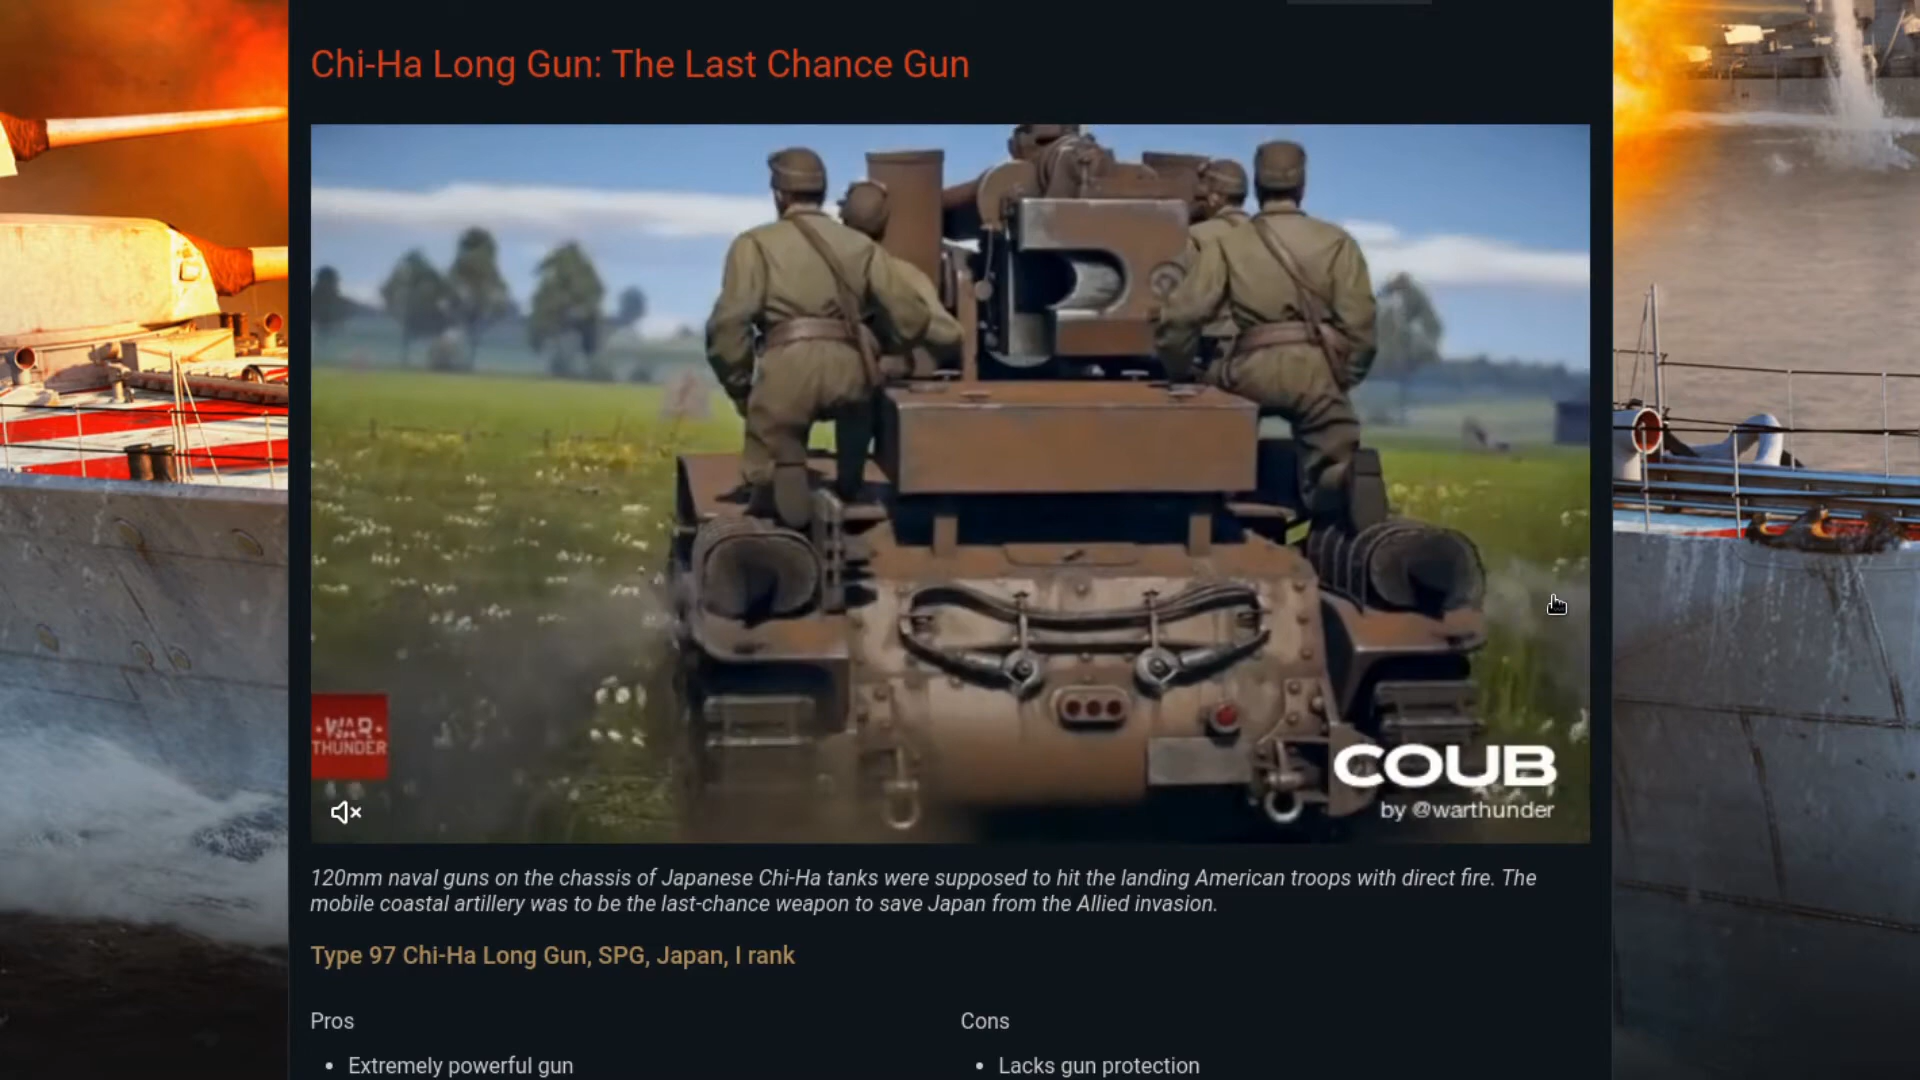 Chi-Ha Long Gun: The Last Chance Gun
WAR
THUNDER
COUB
by @warthunder
120mm naval guns on the chassis of Japanese Chi-Ha tanks were supposed to hit the landing American troops with direct fire. The
mobile coastal artillery was to be the last-chance weapon to save Japan from the Allied invasion.
Type 97 Chi-Ha Long Gun, SPG, Japan, I rank
Pros
Cons
• Extremely powerful gun
• Lacks gun protection